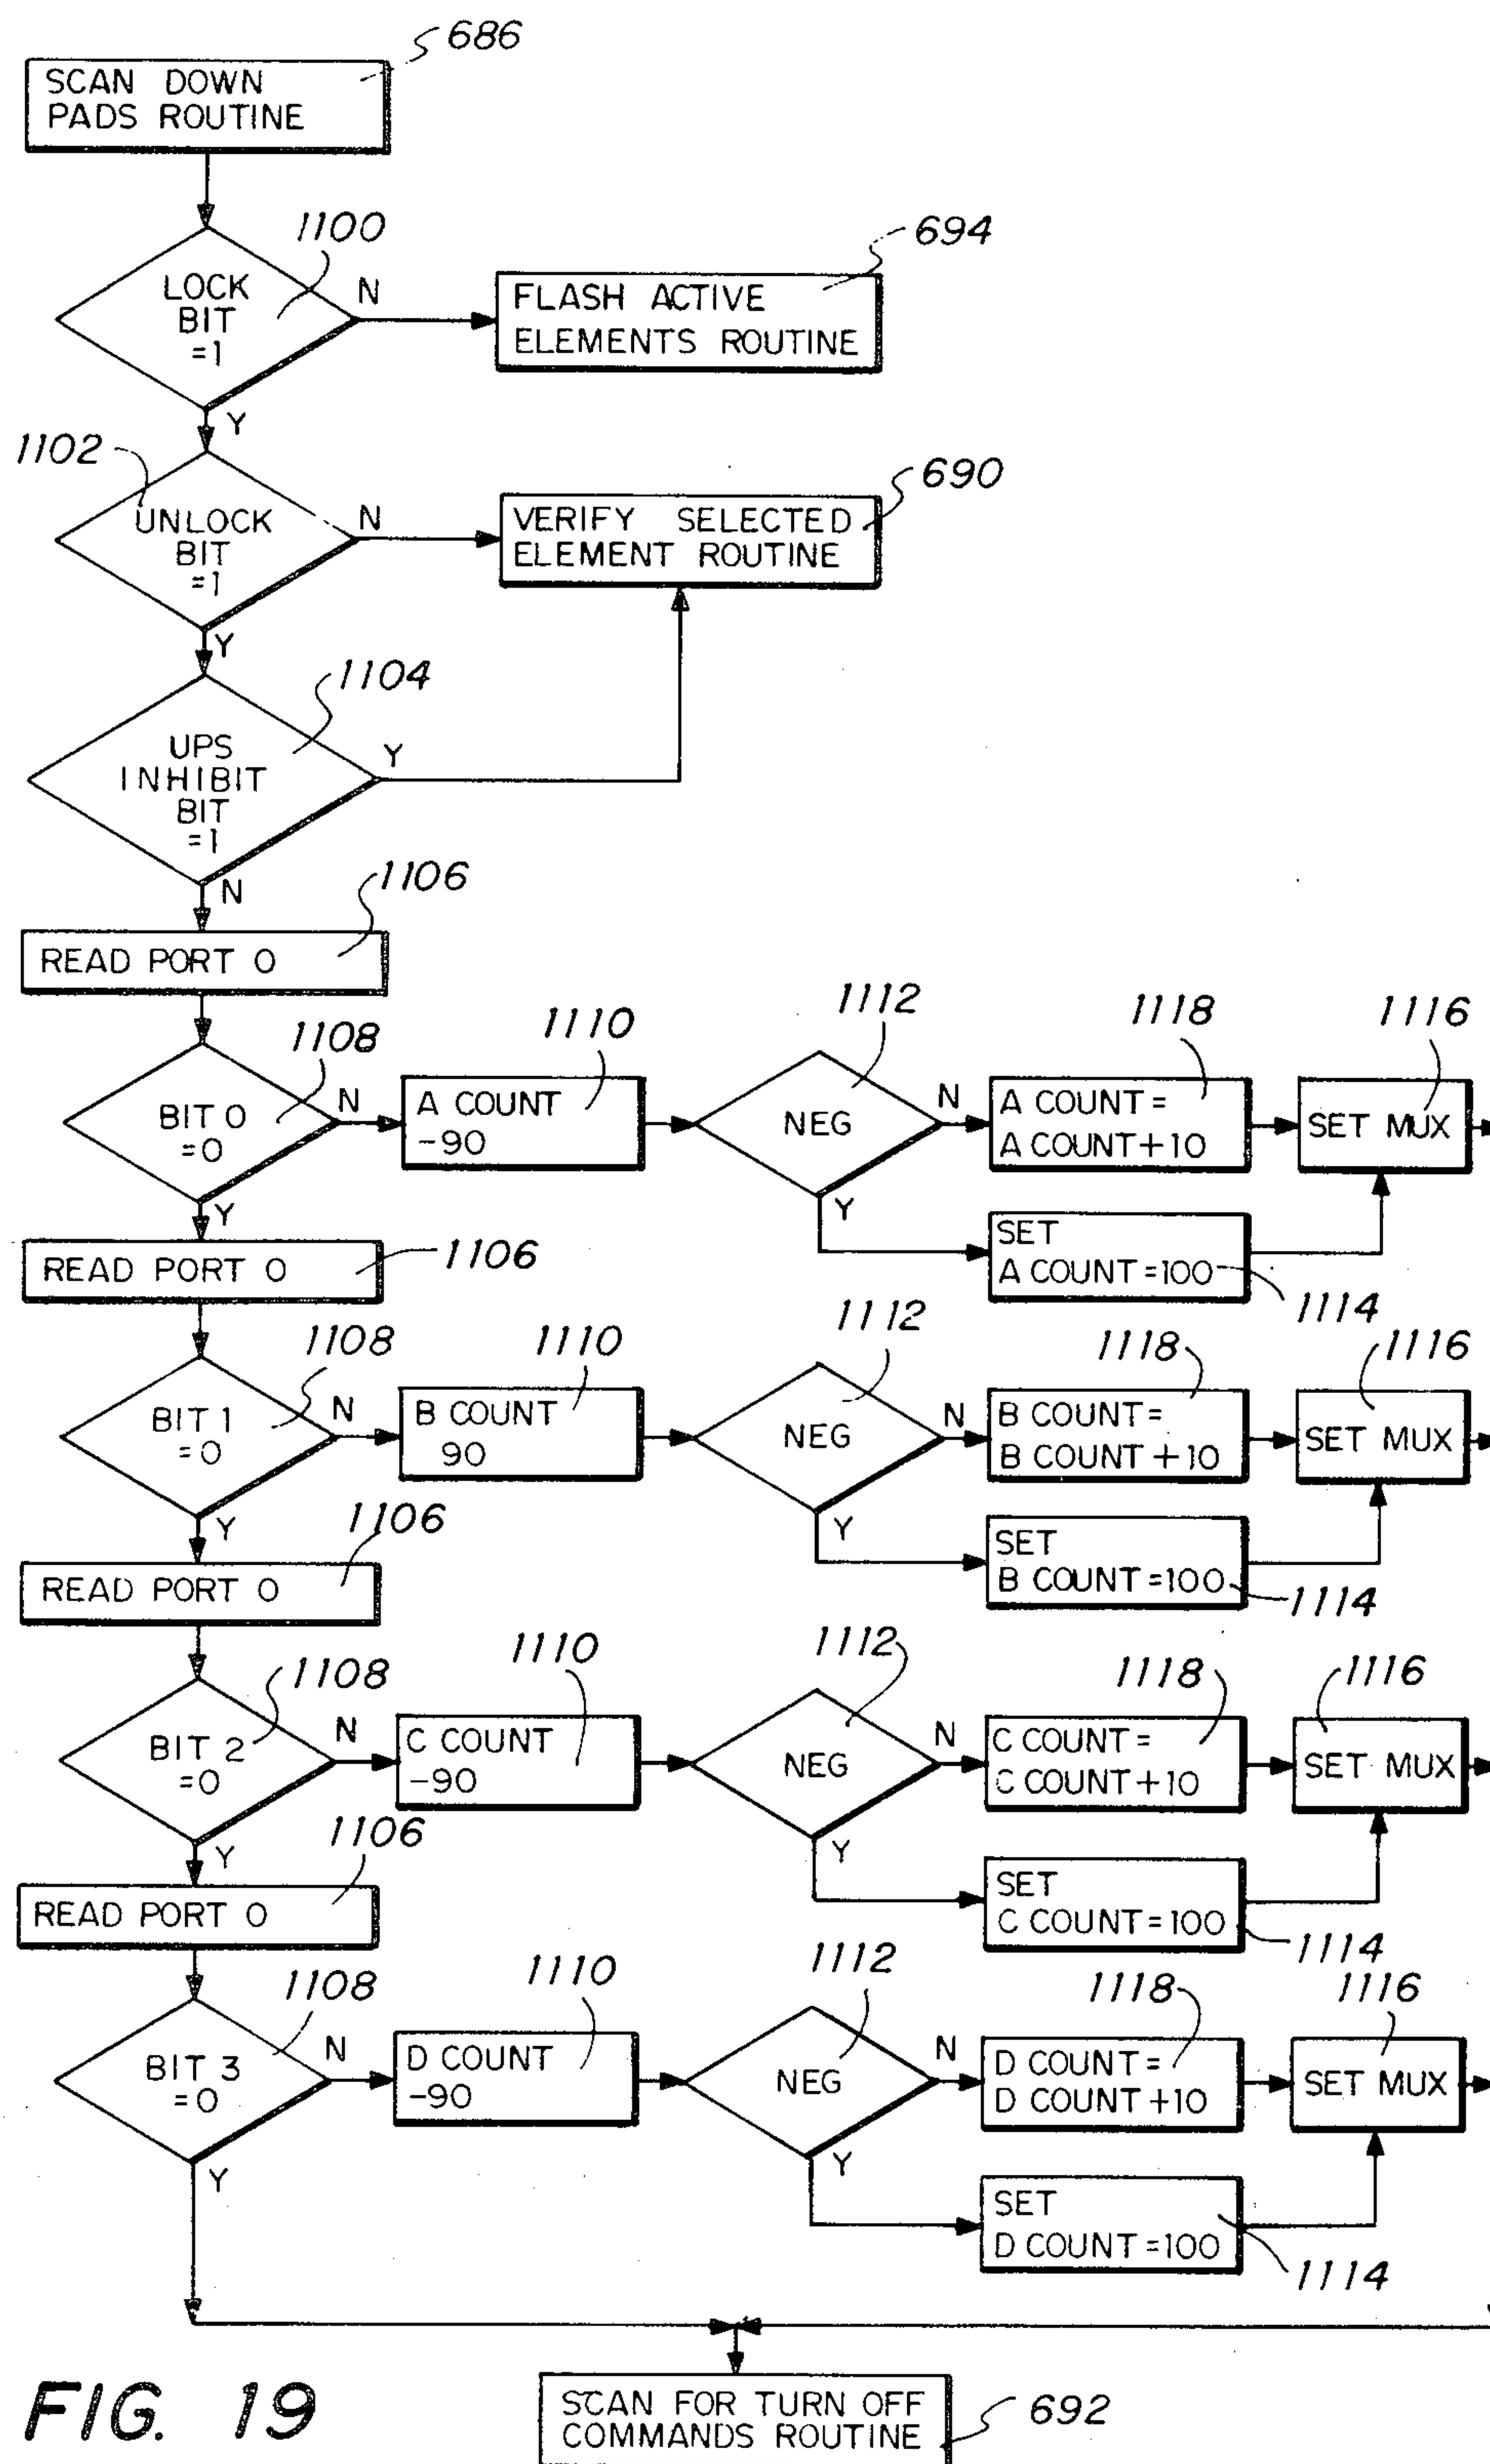 686
SCAN DOWN
PADS ROUTINE
1100
LOCK
BIT
=1
N
694
FLASH ACTIVE
ELEMENTS ROUTINE
Y
1102
UNLOCK
BIT
=1
N
690
VERIFY SELECTED
ELEMENT ROUTINE
Y
1104
UPS
INHIBIT
BIT
=1
Y
N
1106
READ PORT 0
1108
BIT 0
=0
N
1110
A COUNT
-90
1112
NEG
N
1118
A COUNT=
A COUNT+10
1116
SET MUX
Y
Y
SET
A COUNT=100
1114
1106
READ PORT 0
1108
BIT 1
=0
N
1110
B COUNT
90
1112
NEG
N
1118
B COUNT=
B COUNT +10
1116
SET MUX
Y
Y
SET
B COUNT=100
1114
1106
READ PORT 0
1108
BIT 2
=0
N
1110
C COUNT
-90
1112
NEG
N
1118
C COUNT=
C COUNT+10
1116
SET MUX
Y
Y
SET
C COUNT=100
1114
1106
READ PORT 0
1108
BIT 3
=0
N
1110
D COUNT
-90
1112
NEG
N
1118
D COUNT=
D COUNT +10
1116
SET MUX
Y
Y
SET
D COUNT=100
1114
FIG. 19
SCAN FOR TURN OFF
COMMANDS ROUTINE
692